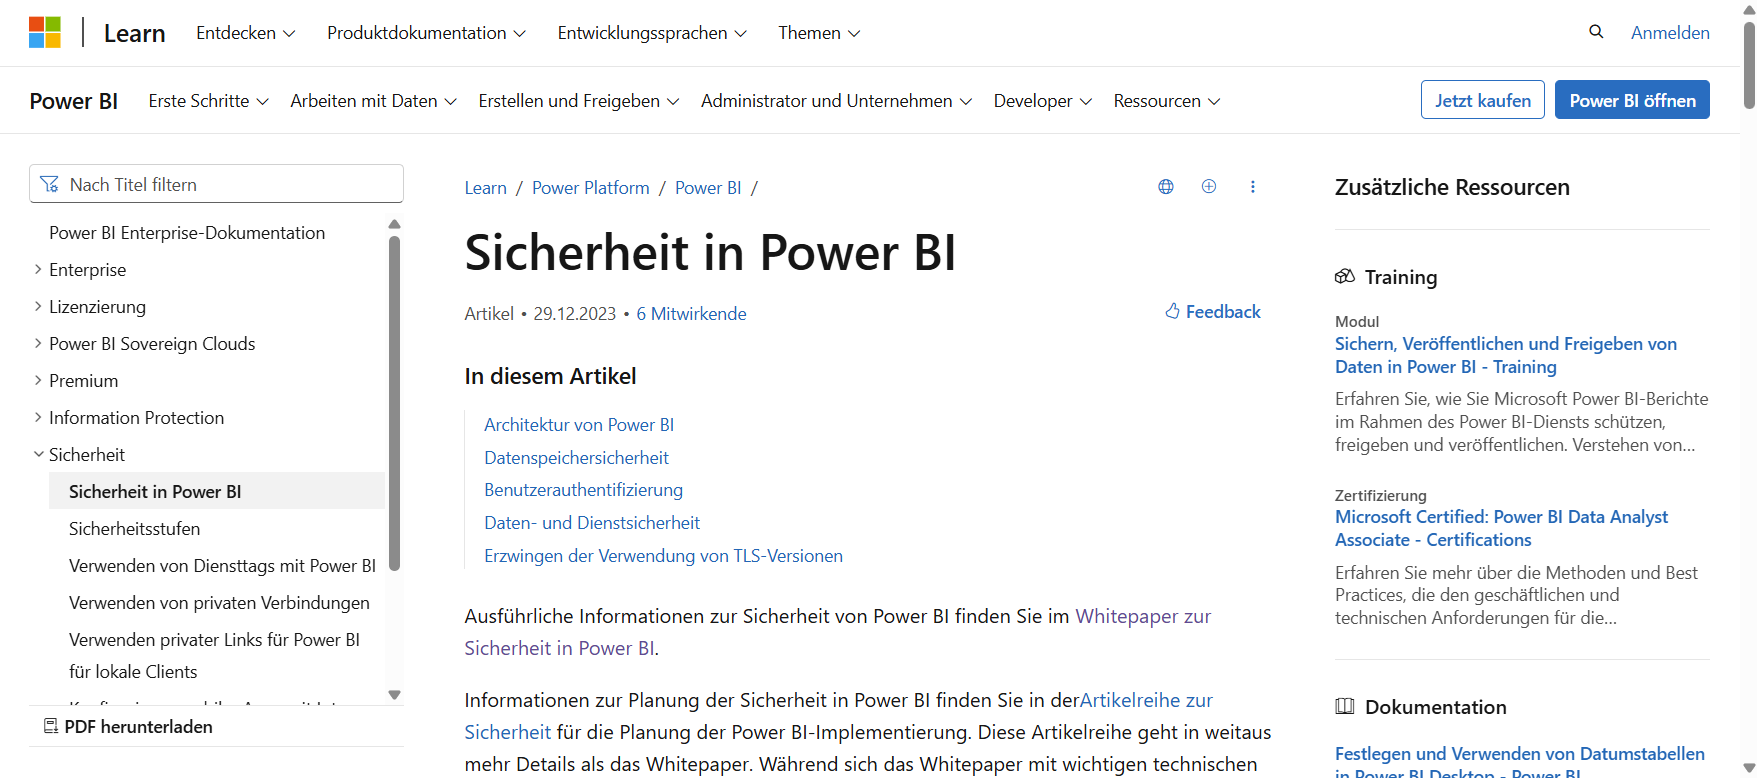 Learn
Entdecken
Produktdokumentation
Entwicklungssprachen
Themen
Anmelden
Power BI
Erste Schritte
Arbeiten mit Daten
Erstellen und Freigeben
Administrator und Unternehmen
Developer
Ressourcen
Jetzt kaufen
Power BI öffnen
Nach Titel filtern
Power BI Enterprise-Dokumentation
Enterprise
Lizenzierung
Power BI Sovereign Clouds
Premium
Information Protection
Sicherheit
Sicherheit in Power BI
Sicherheitsstufen
Verwenden von Diensttags mit Power BI
Verwenden von privaten Verbindungen
Verwenden privater Links für Power BI
für lokale Clients
PDF herunterladen
Learn / Power Platform / Power BI /
Sicherheit in Power BI
Artikel • 29.12.2023 • 6 Mitwirkende
Feedback
In diesem Artikel
Architektur von Power BI
Datenspeichersicherheit
Benutzerauthentifizierung
Daten- und Dienstsicherheit
Erzwingen der Verwendung von TLS-Versionen
Ausführliche Informationen zur Sicherheit von Power BI finden Sie im Whitepaper zur
Sicherheit in Power BI.
Informationen zur Planung der Sicherheit in Power BI finden Sie in derArtikelreihe zur
Sicherheit für die Planung der Power BI-Implementierung. Diese Artikelreihe geht in weitaus
mehr Details als das Whitepaper. Während sich das Whitepaper mit wichtigen technischen
Zusätzliche Ressourcen
Training
Modul
Sichern, Veröffentlichen und Freigeben von
Daten in Power BI - Training
Erfahren Sie, wie Sie Microsoft Power BI-Berichte
im Rahmen des Power BI-Diensts schützen,
freigeben und veröffentlichen. Verstehen von...
Zertifizierung
Microsoft Certified: Power BI Data Analyst
Associate - Certifications
Erfahren Sie mehr über die Methoden und Best
Practices, die den geschäftlichen und
technischen Anforderungen für die...
Dokumentation
Festlegen und Verwenden von Datumstabellen
in Power BI Desktop - Power BI